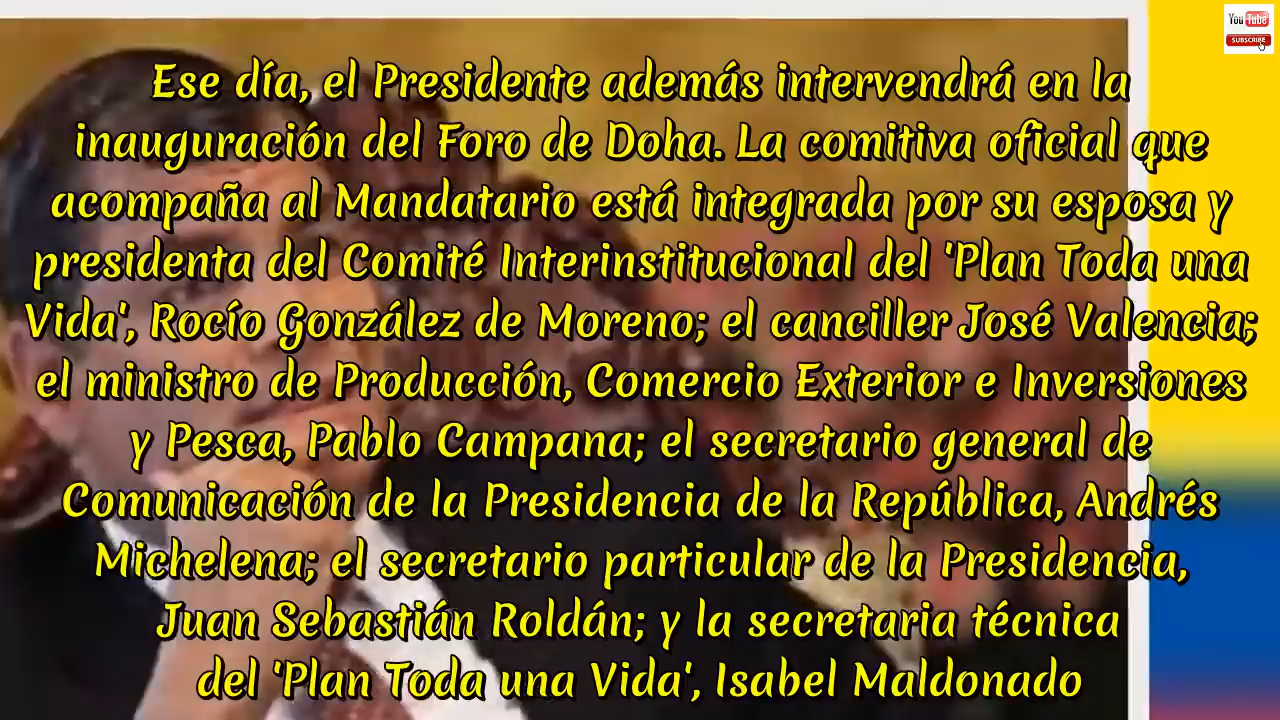 You Tube
SUBSCRIBE
Ese día, el Presidente además intervendrá en la
inauguración del Foro de Doha. La comitiva oficial que
acompaña al Mandatario está integrada por su esposa y
presidenta del Comité Interinstitucional del 'Plan Toda una
Vida', Rocío González de Moreno; el canciller José Valencia;
el ministro de Producción, Comercio Exterior e Inversiones
y Pesca, Pablo Campana; el secretario general de
Comunicación de la Presidencia de la República, Andrés
Michelena; el secretario particular de la Presidencia,
Juan Sebastián Roldán; y la secretaria técnica
del 'Plan Toda una Vida', Isabel Maldonado